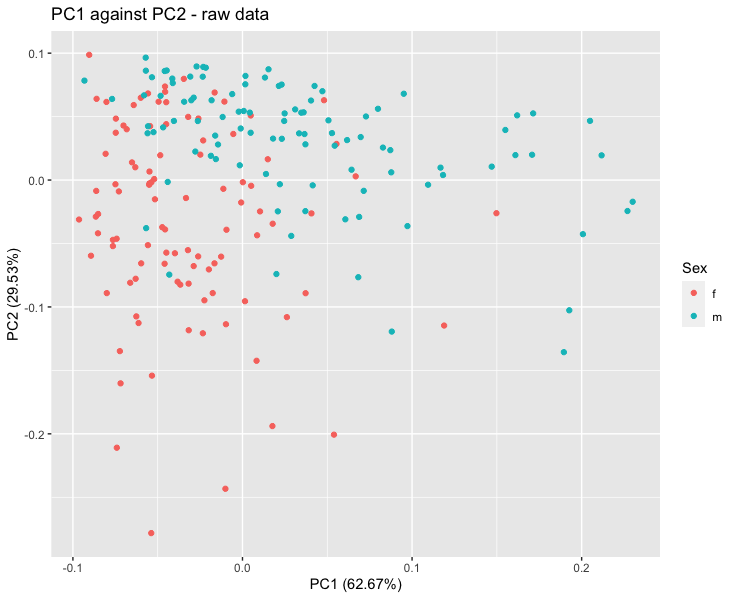 PC1 against PC2 - raw data
0.1
0.0
-0.1
-0.2
PC2 (29.53%)
-0.1
0.0
0.1
0.2
PC1 (62.67%)
Sex
f
m